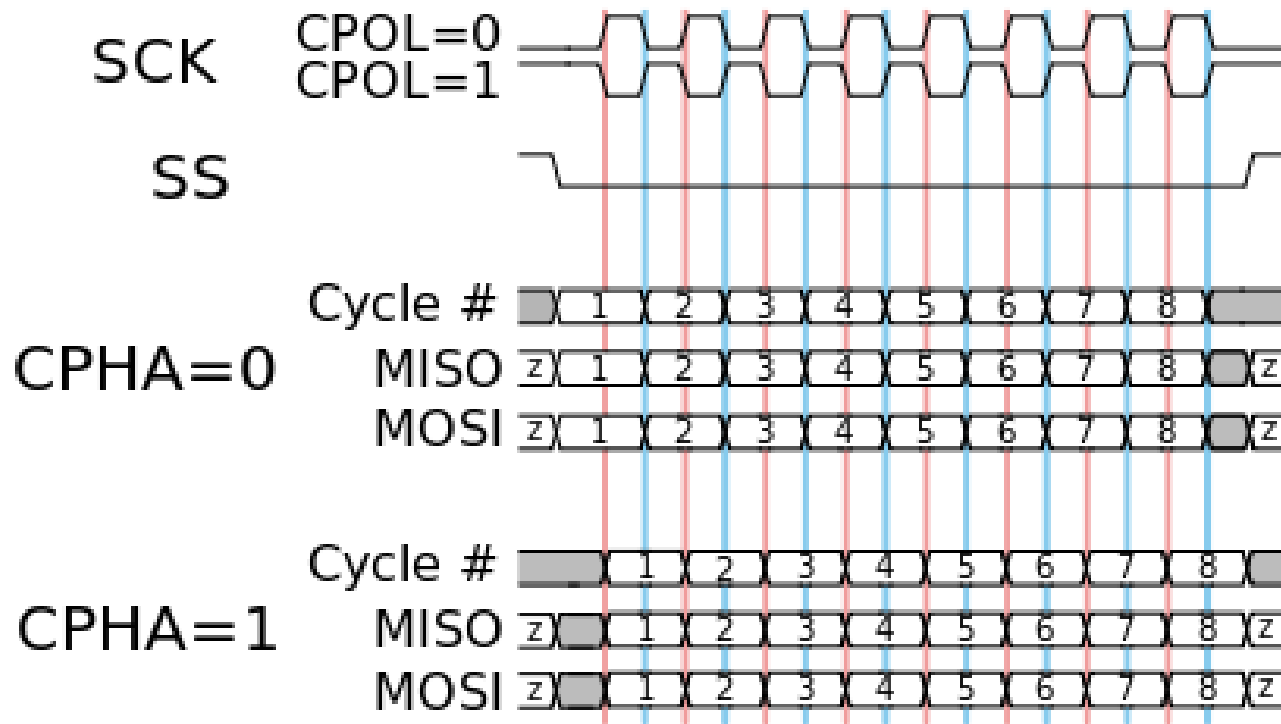 SCK CPOL=0
CPOL=1
SS
Cycle # 1 2 3 4 5 6 7 8
CPHA=0 MISO z 1 2 3 4 5 6 7 8 z
MOSI z 1 2 3 4 5 6 7 8 z
Cycle # 1 2 3 4 5 6 7 8
CPHA=1 MISO z 1 2 3 4 5 6 7 8 z
MOSI z 1 2 3 4 5 6 7 8 z